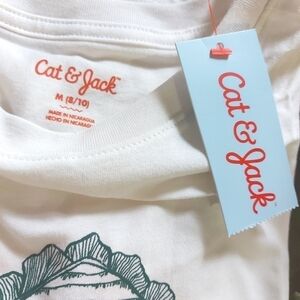 Cat & Jack
M (8/10)
MADE IN NICARAGUA
HECHO EN NICARAGUA
Cat & Jack